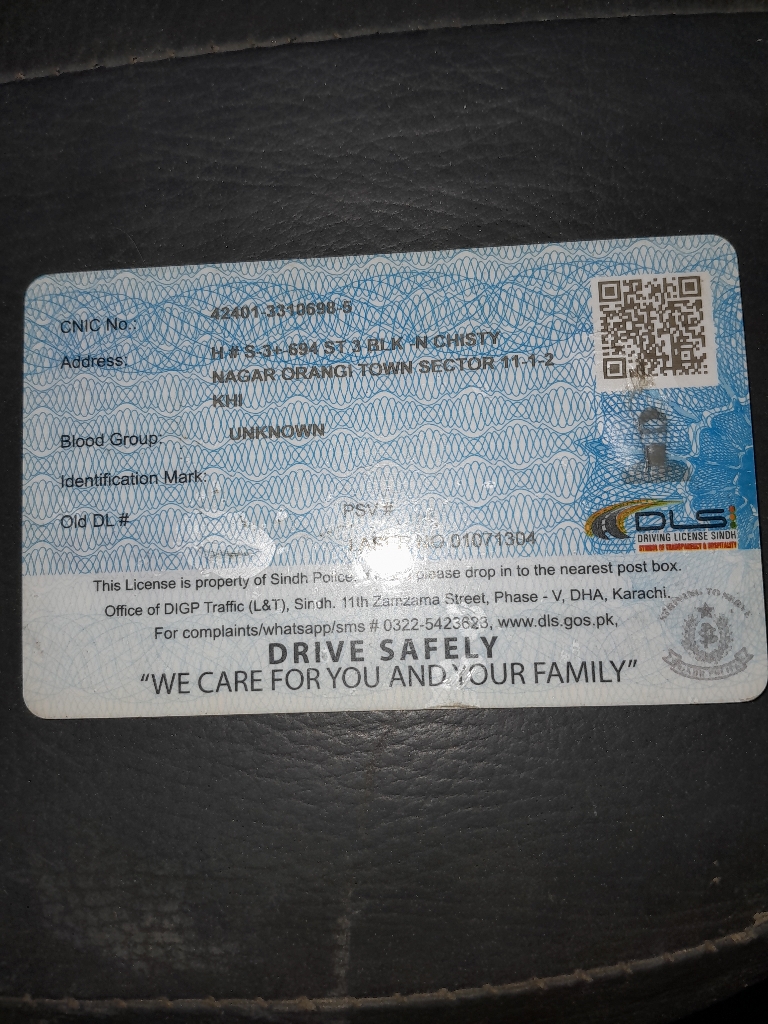 CNIC No.: 42401-3310698-5
Address: H # S-3+ 694 ST 3 BLK -N CHISTY
NAGAR ORANGI TOWN SECTOR 11-1-2
KHI
Blood Group: UNKNOWN
Identification Mark:
Old DL # PSV #
NO 01071304
DLS
DRIVING LICENSE SINDH
This License is property of Sindh Police. please drop in to the nearest post box.
Office of DIGP Traffic (L&T), Sindh. 11th Zamzama Street, Phase - V, DHA, Karachi.
For complaints/whatsapp/sms # 0322-5423623, www.dls.gos.pk,
DRIVE SAFELY
"WE CARE FOR YOU AND YOUR FAMILY"